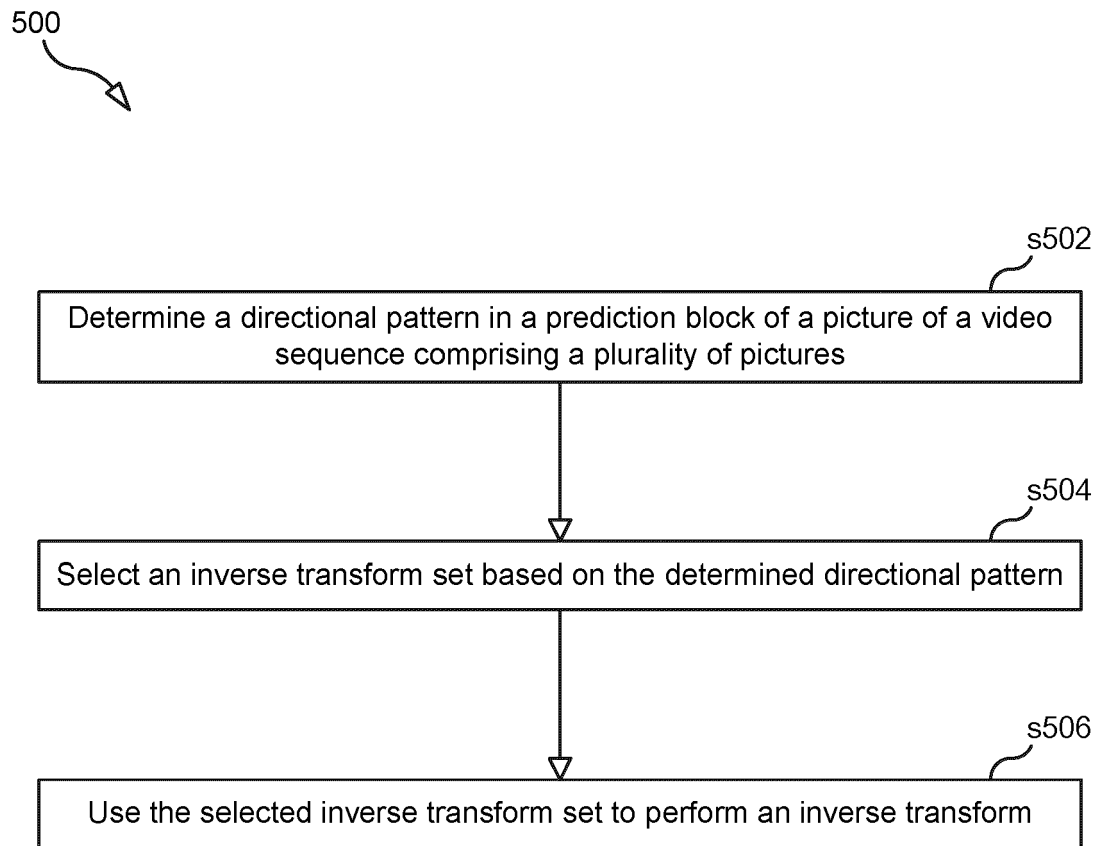 500
s502
Determine a directional pattern in a prediction block of a picture of a video
sequence comprising a plurality of pictures
s504
Select an inverse transform set based on the determined directional pattern
s506
Use the selected inverse transform set to perform an inverse transform